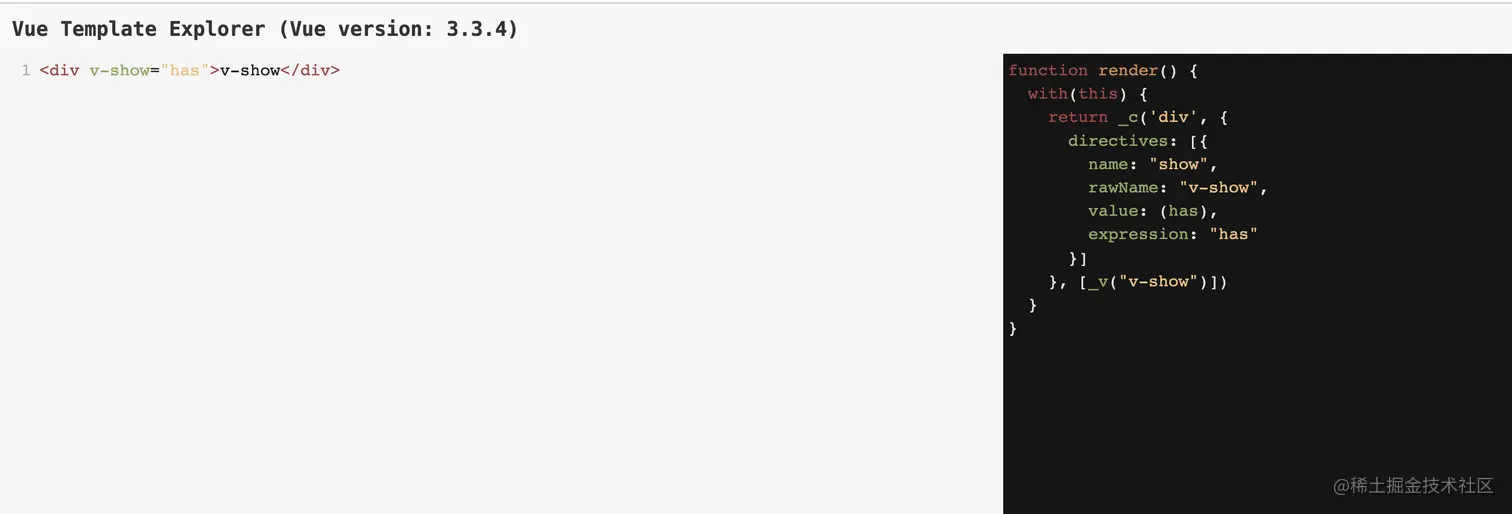 Vue Template Explorer (Vue version: 3.3.4)
1 <div v-show="has">v-show</div>
function render() {
  with(this) {
    return _c('div', {
      directives: [{
        name: "show",
        rawName: "v-show",
        value: (has),
        expression: "has"
      }]
    }, [_v("v-show")])
  }
}
@稀土掘金技术社区